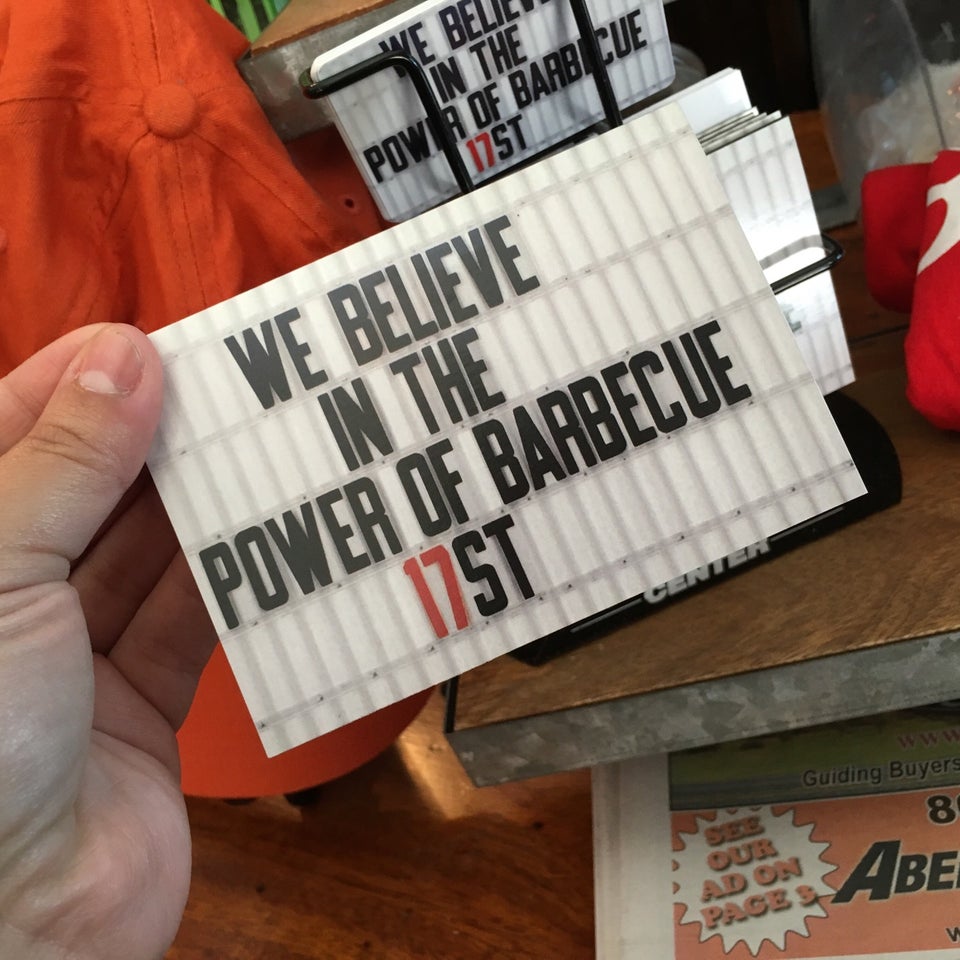 WE BELIEVE
IN THE
POWER OF BARBECUE
17ST
WE BELIEVE
IN THE
POWER OF BARBECUE
17ST
CENTER
www
Guiding Buyers
SEE
OUR
AD ON
PAGE 3